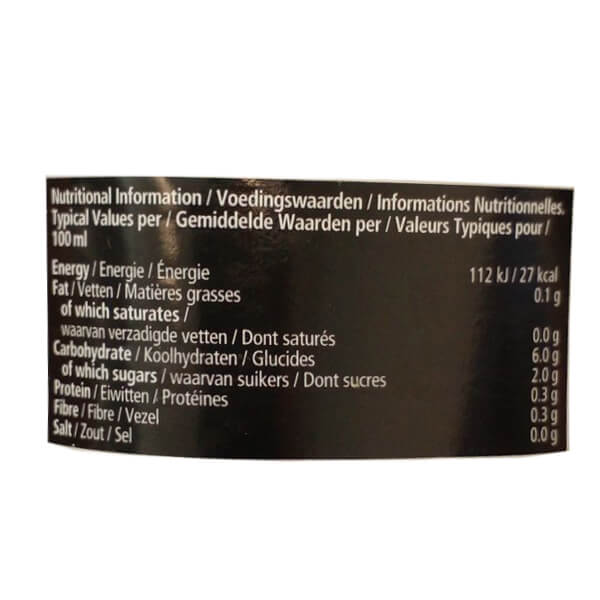 Nutritional Information / Voedingswaarden / Informations Nutritionnelles.
Typical Values per / Gemiddelde Waarden per / Valeurs Typiques pour /
100 ml
Energy / Energie / Énergie 112 kJ / 27 kcal
Fat / Vetten / Matières grasses 0.1 g
of which saturates /
waarvan verzadigde vetten / Dont saturés 0.0 g
Carbohydrate / Koolhydraten / Glucides 6.0 g
of which sugars / waarvan suikers / Dont sucres 2.0 g
Protein / Eiwitten / Protéines 0.3 g
Fibre / Fibre / Vezel 0.3 g
Salt / Zout / Sel 0.0 g